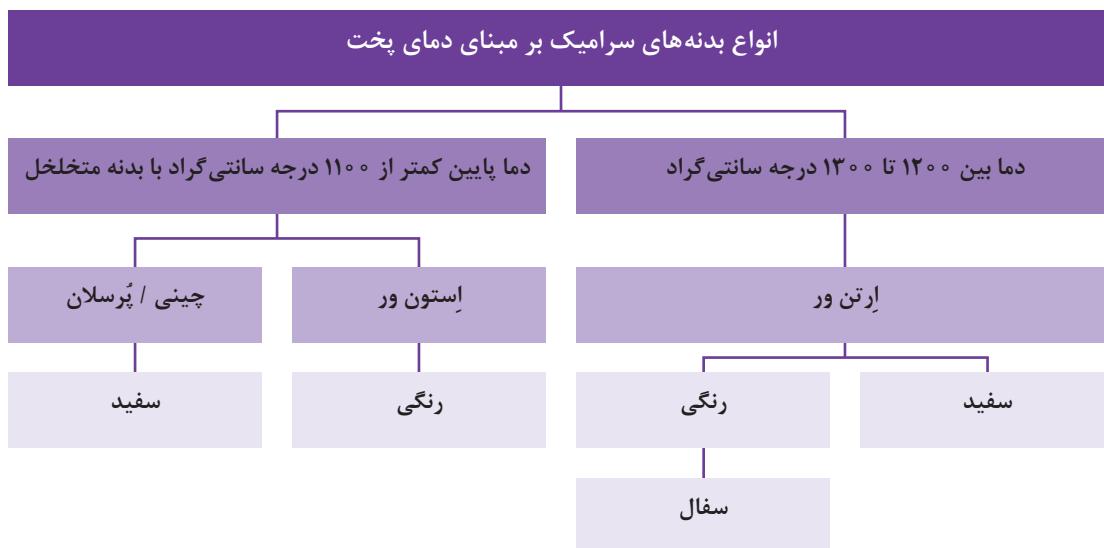 انواع بدنه‌های سرامیک بر مبنای دمای پخت
دما بین ۱۲۰۰ تا ۱۳۰۰ درجه سانتی‌گراد
دما پایین کمتر از ۱۱۰۰ درجه سانتی‌گراد با بدنه متخلخل
اِرتن ور
اِستون ور
چینی / پُرسلان
سفید
رنگی
رنگی
سفید
سفال